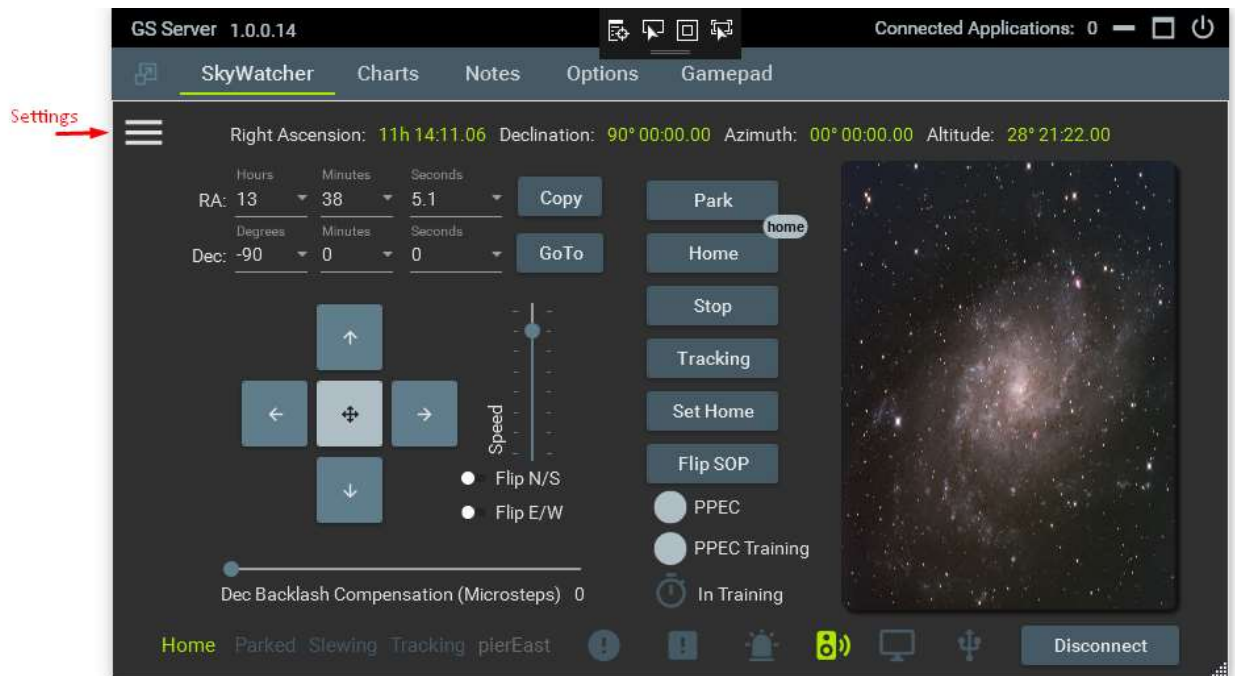 GS Server 1.0.0.14 Connected Applications: 0
SkyWatcher Charts Notes Options Gamepad
Settings
Right Ascension: 11h 14:11.06 Declination: 90° 00:00.00 Azimuth: 00° 00:00.00 Altitude: 28° 21:22.00
Hours Minutes Seconds
RA: 13 38 5.1 Copy Park
home
Degrees Minutes Seconds
Dec: -90 0 0 GoTo Home
Stop
Tracking
Speed
Set Home
Flip SOP
Flip N/S
PPEC
Flip E/W
PPEC Training
Dec Backlash Compensation (Microsteps) 0 In Training
Home Parked Slewing Tracking pierEast Disconnect